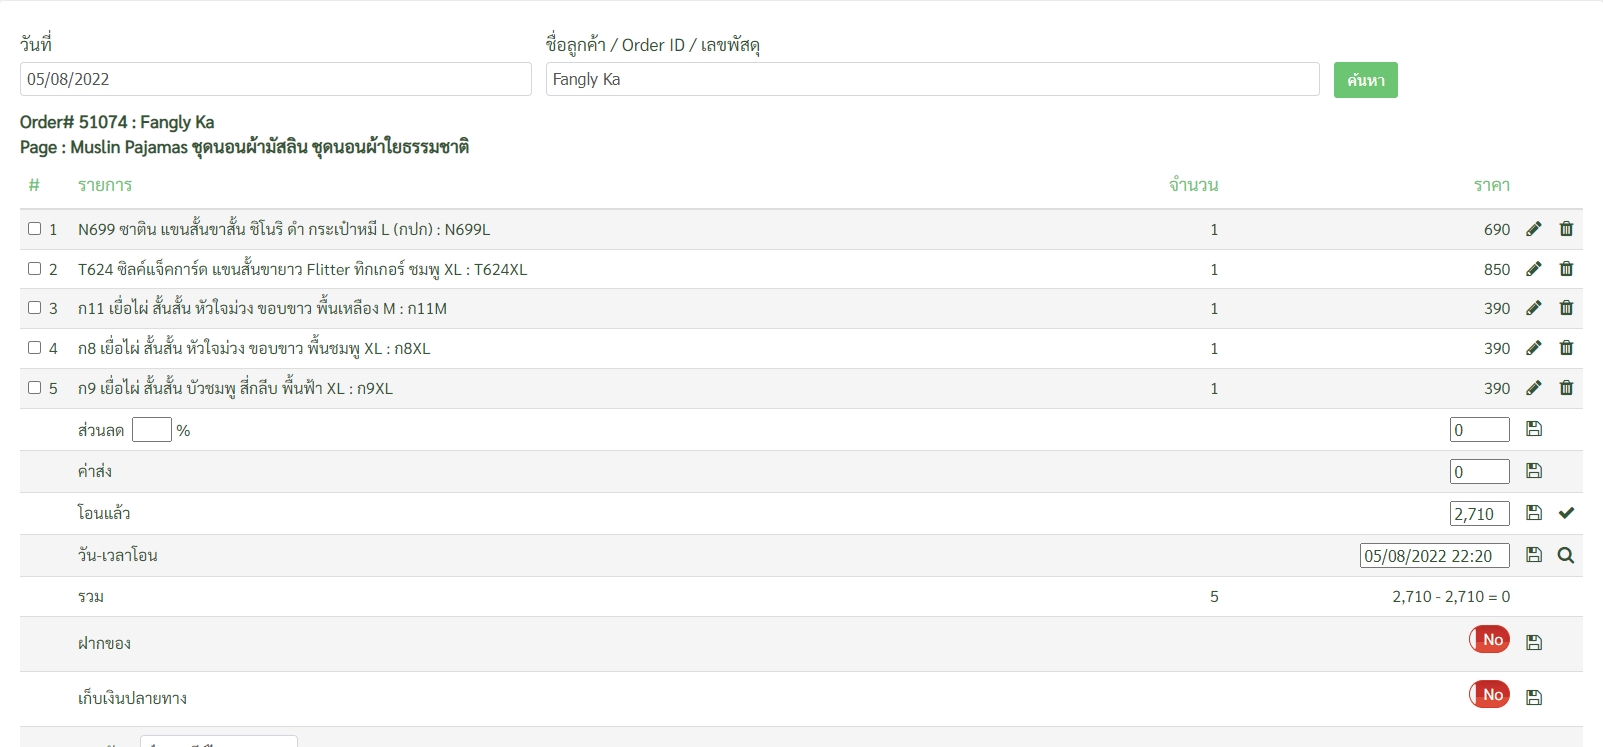 วันที่
ชื่อลูกค้า / Order ID / เลขพัสดุ
05/08/2022
Fangly Ka
ค้นหา
Order# 51074 : Fangly Ka
Page : Muslin Pajamas ชุดนอนผ้ามัสลิน ชุดนอนผ้าใยธรรมชาติ
# รายการ จำนวน ราคา
1 N699 ซาติน แขนสั้นขาสั้น ชิโนริ ดำ กระเป๋าหมี L (กปก) : N699L 1 690
2 T624 ซิลค์แจ็คการ์ด แขนสั้นขายาว Flitter ทิกเกอร์ ชมพู XL : T624XL 1 850
3 ก11 เยื่อไผ่ สั้นสั้น หัวใจม่วง ขอบขาว พื้นเหลือง M : ก11M 1 390
4 ก8 เยื่อไผ่ สั้นสั้น หัวใจม่วง ขอบขาว พื้นชมพู XL : ก8XL 1 390
5 ก9 เยื่อไผ่ สั้นสั้น บัวชมพู สี่กลีบ พื้นฟ้า XL : ก9XL 1 390
ส่วนลด % 0
ค่าส่ง 0
โอนแล้ว 2,710
วัน-เวลาโอน 05/08/2022 22:20
รวม 5 2,710 - 2,710 = 0
ฝากของ No
เก็บเงินปลายทาง No